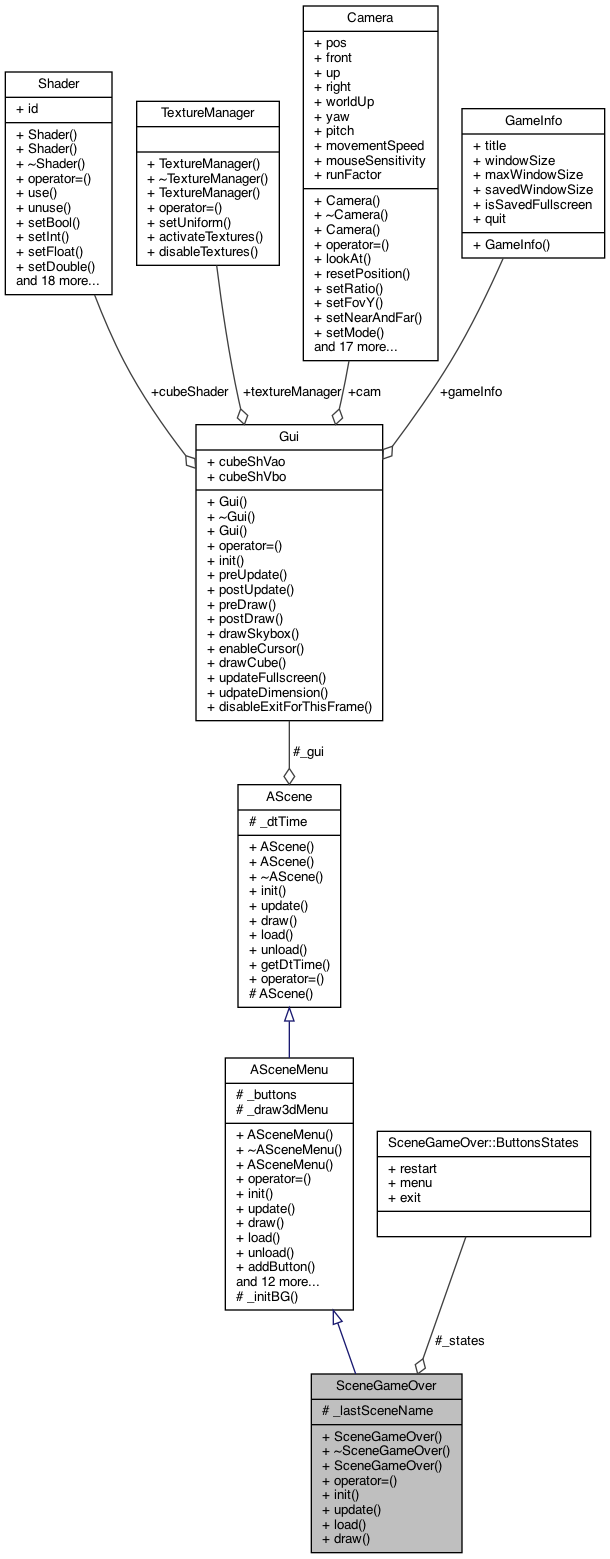 Camera
+ pos
+ front
+ up
+ right
+ worldUp
+ yaw
+ pitch
+ movementSpeed
+ mouseSensitivity
+ runFactor
+ Camera()
+ ~Camera()
+ Camera()
+ operator=()
+ lookAt()
+ resetPosition()
+ setRatio()
+ setFovY()
+ setNearAndFar()
+ setMode()
and 17 more...
Shader
+ id
+ Shader()
+ Shader()
+ ~Shader()
+ operator=()
+ use()
+ unuse()
+ setBool()
+ setInt()
+ setFloat()
+ setDouble()
and 18 more...
TextureManager
+ TextureManager()
+ ~TextureManager()
+ TextureManager()
+ operator=()
+ setUniform()
+ activateTextures()
+ disableTextures()
GameInfo
+ title
+ windowSize
+ maxWindowSize
+ savedWindowSize
+ isSavedFullscreen
+ quit
+ GameInfo()
+cubeShader
+textureManager
+cam
+gameInfo
Gui
+ cubeShVao
+ cubeShVbo
+ Gui()
+ ~Gui()
+ Gui()
+ operator=()
+ init()
+ preUpdate()
+ postUpdate()
+ preDraw()
+ postDraw()
+ drawSkybox()
+ enableCursor()
+ drawCube()
+ updateFullscreen()
+ udpateDimension()
+ disableExitForThisFrame()
#_gui
AScene
# _dtTime
+ AScene()
+ AScene()
+ ~AScene()
+ init()
+ update()
+ draw()
+ load()
+ unload()
+ getDtTime()
+ operator=()
# AScene()
ASceneMenu
# _buttons
# _draw3dMenu
+ ASceneMenu()
+ ~ASceneMenu()
+ ASceneMenu()
+ operator=()
+ init()
+ update()
+ draw()
+ load()
+ unload()
+ addButton()
and 12 more...
# _initBG()
SceneGameOver::ButtonsStates
+ restart
+ menu
+ exit
#_states
SceneGameOver
# _lastSceneName
+ SceneGameOver()
+ ~SceneGameOver()
+ SceneGameOver()
+ operator=()
+ init()
+ update()
+ load()
+ draw()